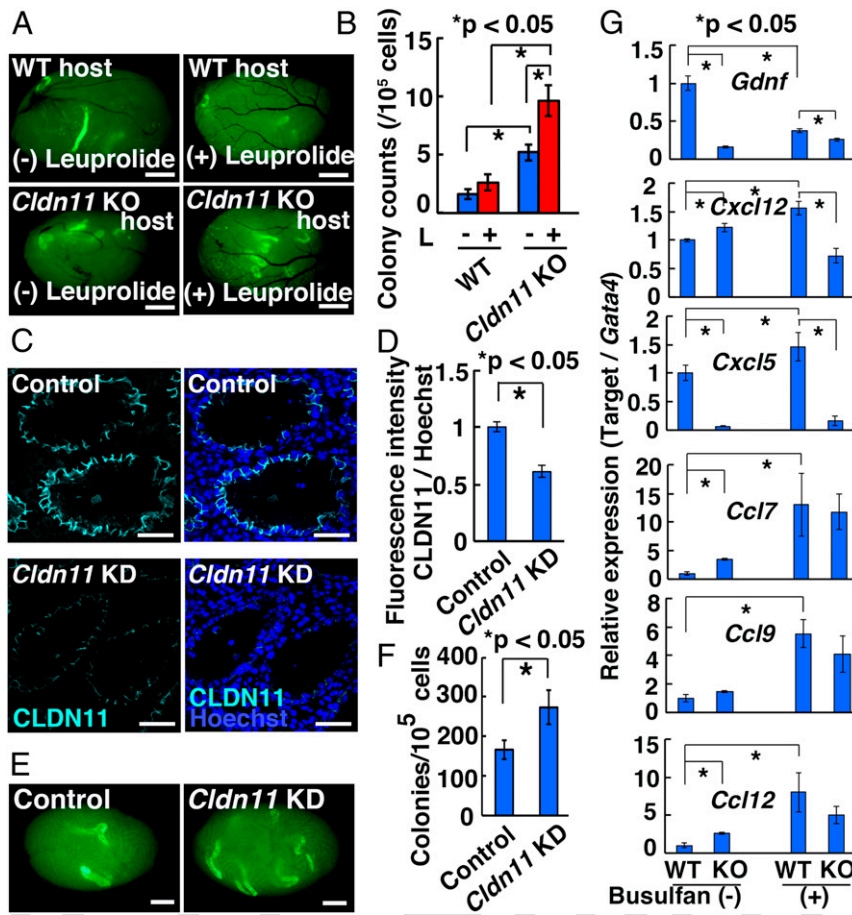 A
WT host
(-) Leuprolide
WT host
(+) Leuprolide
Cldn11 KO
host
(-) Leuprolide
host
(+) Leuprolide
B
*p < 0.05
Colony counts (/10⁵ cells)
15
10
5
0
*
*
*
L
- + - +
WT
Cldn11 KO
C
Control
Control
Cldn11 KD
CLDN11
Cldn11 KD
CLDN11
Hoechst
D
*p < 0.05
Fluorescence intensity
CLDN11 / Hoechst
1.5
1
0.5
0
*
Control
Cldn11 KD
E
Control
Cldn11 KD
F
*p < 0.05
Colonies/10⁵ cells
400
300
200
100
0
*
Control
Cldn11 KD
G
*p < 0.05
Relative expression (Target / Gata4)
1.5
1
0.5
0
*
*
*
Gdnf
2
1.5
1
0.5
0
*
*
*
Cxcl12
2
1.5
1
0.5
0
*
*
*
Cxcl5
20
15
10
5
0
*
*
Ccl7
8
6
4
2
0
*
Ccl9
15
10
5
0
*
*
Ccl12
WT KO WT KO
Busulfan (-) (+)